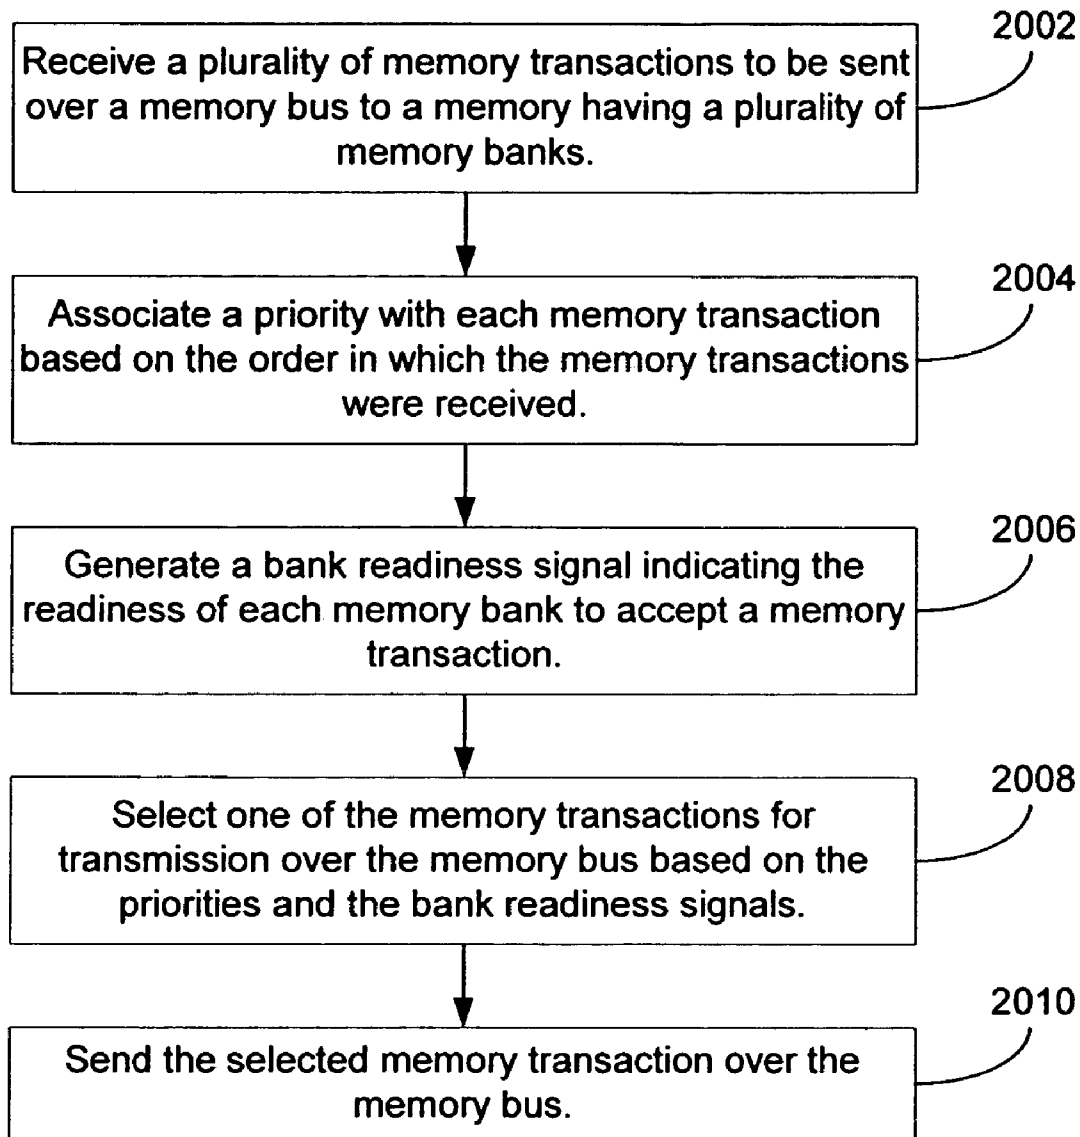 2002
Receive a plurality of memory transactions to be sent
over a memory bus to a memory having a plurality of
memory banks.
2004
Associate a priority with each memory transaction
based on the order in which the memory transactions
were received.
2006
Generate a bank readiness signal indicating the
readiness of each memory bank to accept a memory
transaction.
2008
Select one of the memory transactions for
transmission over the memory bus based on the
priorities and the bank readiness signals.
2010
Send the selected memory transaction over the
memory bus.